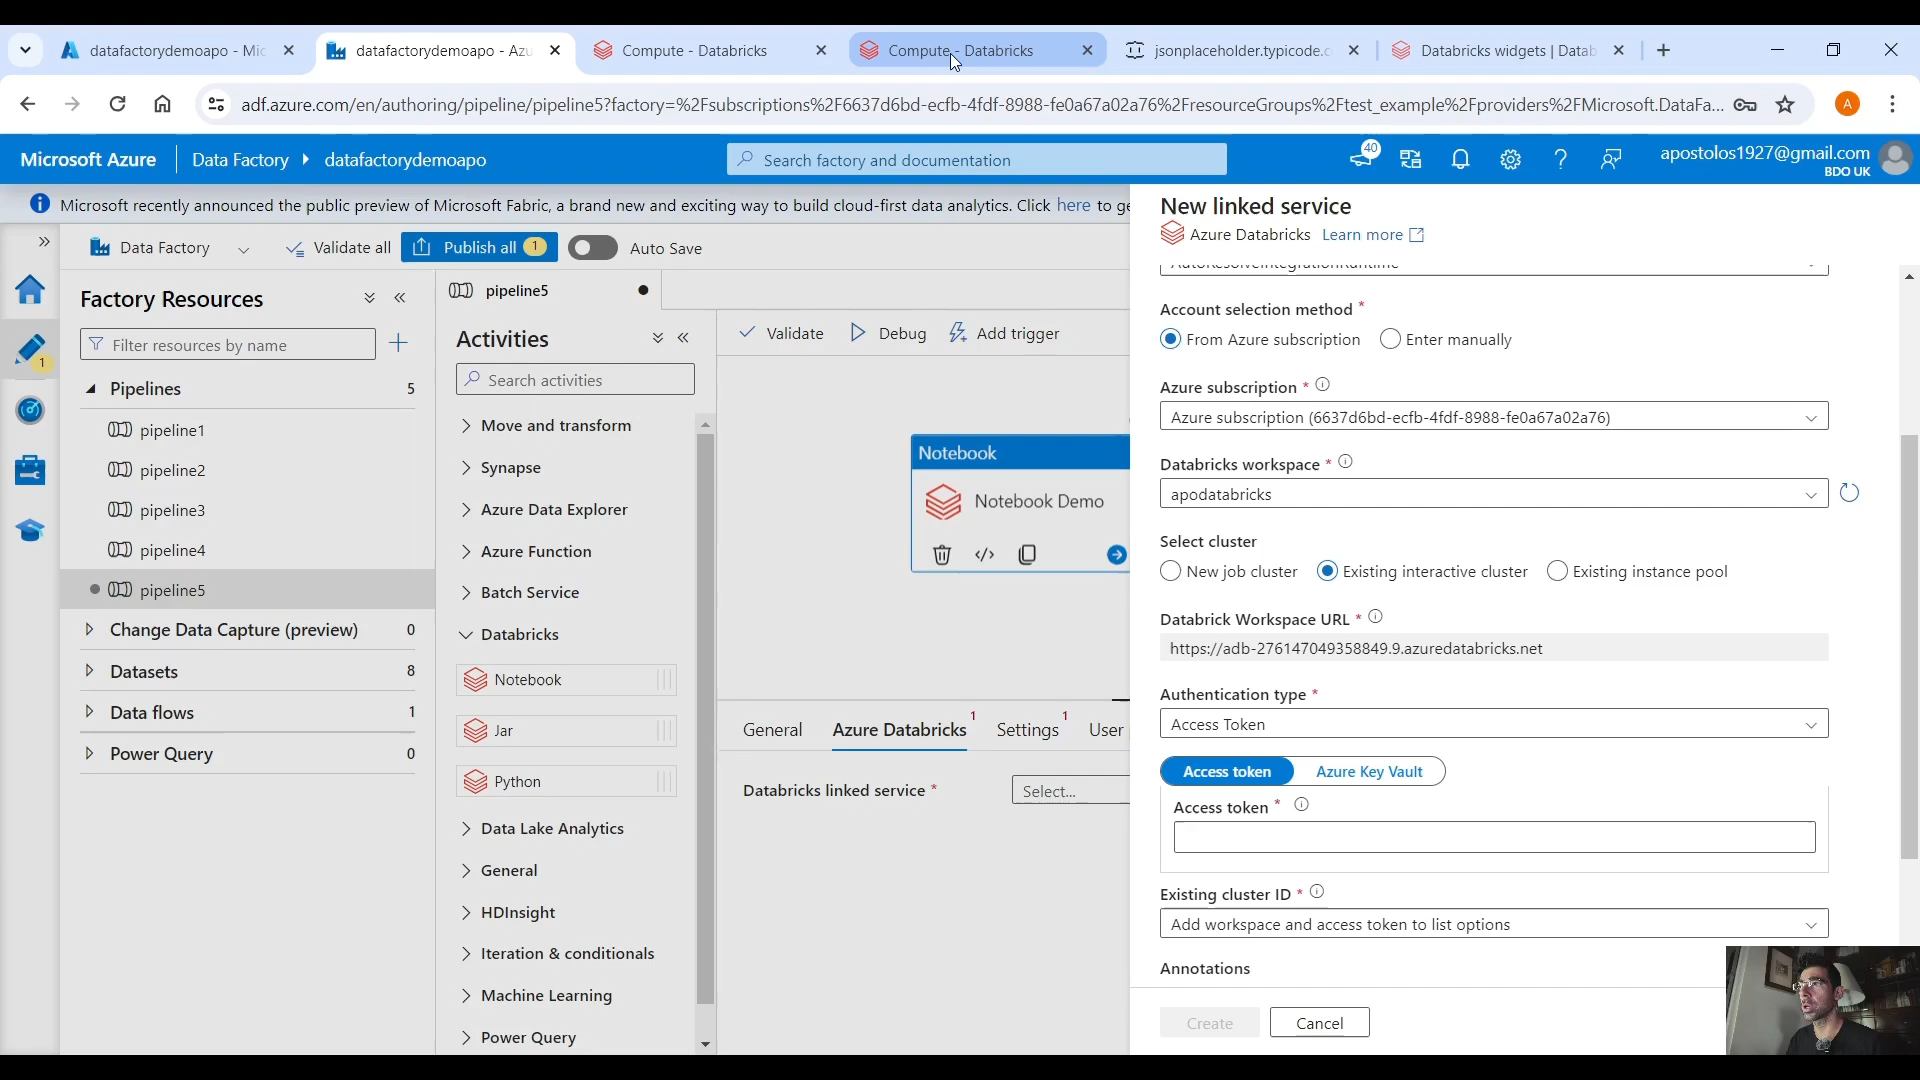 datafactorydemoapo - Mic
datafactorydemoapo - Azu
Compute - Databricks
Compute - Databricks
jsonplaceholder.typicode.c
Databricks widgets | Datab
adf.azure.com/en/authoring/pipeline/pipeline5?factory=%2Fsubscriptions%2F6637d6bd-ecfb-4fdf-8988-fe0a67a02a76%2FresourceGroups%2Ftest_example%2Fproviders%2FMicrosoft.DataFa...
A
Microsoft Azure
Data Factory
datafactorydemoapo
Search factory and documentation
40
apostolos1927@gmail.com
BDO UK
Microsoft recently announced the public preview of Microsoft Fabric, a brand new and exciting way to build cloud-first data analytics. Click here to ge
Data Factory
Validate all
Publish all 1
Auto Save
1
Factory Resources
Filter resources by name
Pipelines 5
pipeline1
pipeline2
pipeline3
pipeline4
pipeline5
Change Data Capture (preview) 0
Datasets 8
Data flows 1
Power Query 0
pipeline5
Activities
Search activities
Move and transform
Synapse
Azure Data Explorer
Azure Function
Batch Service
Databricks
Notebook
Jar
Python
Data Lake Analytics
General
HDInsight
Iteration & conditionals
Machine Learning
Power Query
Validate
Debug
Add trigger
Notebook
Notebook Demo
General
Azure Databricks 1
Settings 1
User
Databricks linked service *
Select...
New linked service
Azure Databricks Learn more
AutoResolveIntegrationRuntime
Account selection method *
From Azure subscription
Enter manually
Azure subscription *
Azure subscription (6637d6bd-ecfb-4fdf-8988-fe0a67a02a76)
Databricks workspace *
apodatabricks
Select cluster
New job cluster
Existing interactive cluster
Existing instance pool
Databrick Workspace URL *
https://adb-276147049358849.9.azuredatabricks.net
Authentication type *
Access Token
Access token
Azure Key Vault
Access token *
Existing cluster ID *
Add workspace and access token to list options
Annotations
Create
Cancel